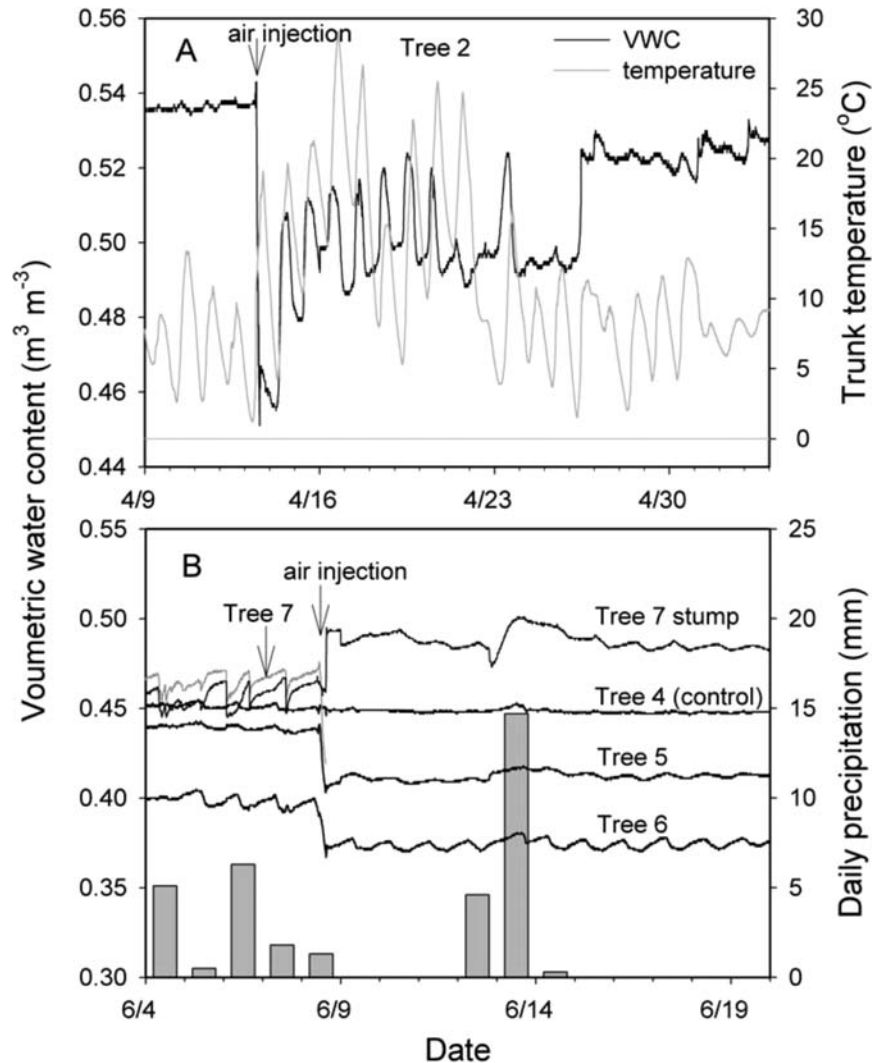 A
air injection
Tree 2
VWC
temperature
0.56
0.54
0.52
0.50
0.48
0.46
0.44
30
25
20
15
10
5
0
4/9
4/16
4/23
4/30
Voumetric water content (m³ m⁻³)
Trunk temperature (°C)
B
air injection
Tree 7
Tree 7 stump
Tree 4 (control)
Tree 5
Tree 6
0.55
0.50
0.45
0.40
0.35
0.30
25
20
15
10
5
0
Daily precipitation (mm)
6/4
6/9
6/14
6/19
Date